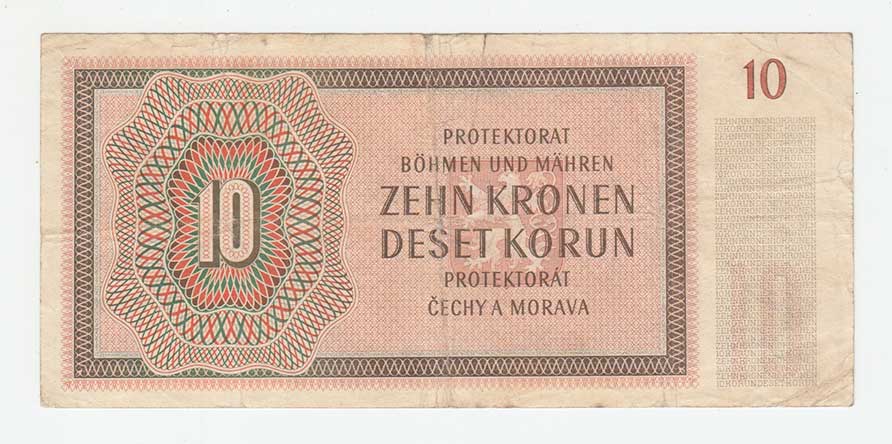 10
10
PROTEKTORAT
BÖHMEN UND MÄHREN
ZEHN KRONEN
DESET KORUN
PROTEKTORÁT
ČECHY A MORAVA